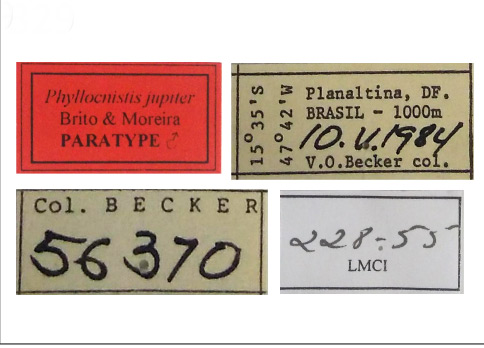 Phyllocnistis jupiter
Brito & Moreira
PARATYPE ♂
15°35'S
47°42'W
Planaltina, DF.
BRASIL - 1000m
10.V.1984
V.O.Becker col.
Col. BECKER
56370
228-55
LMCI